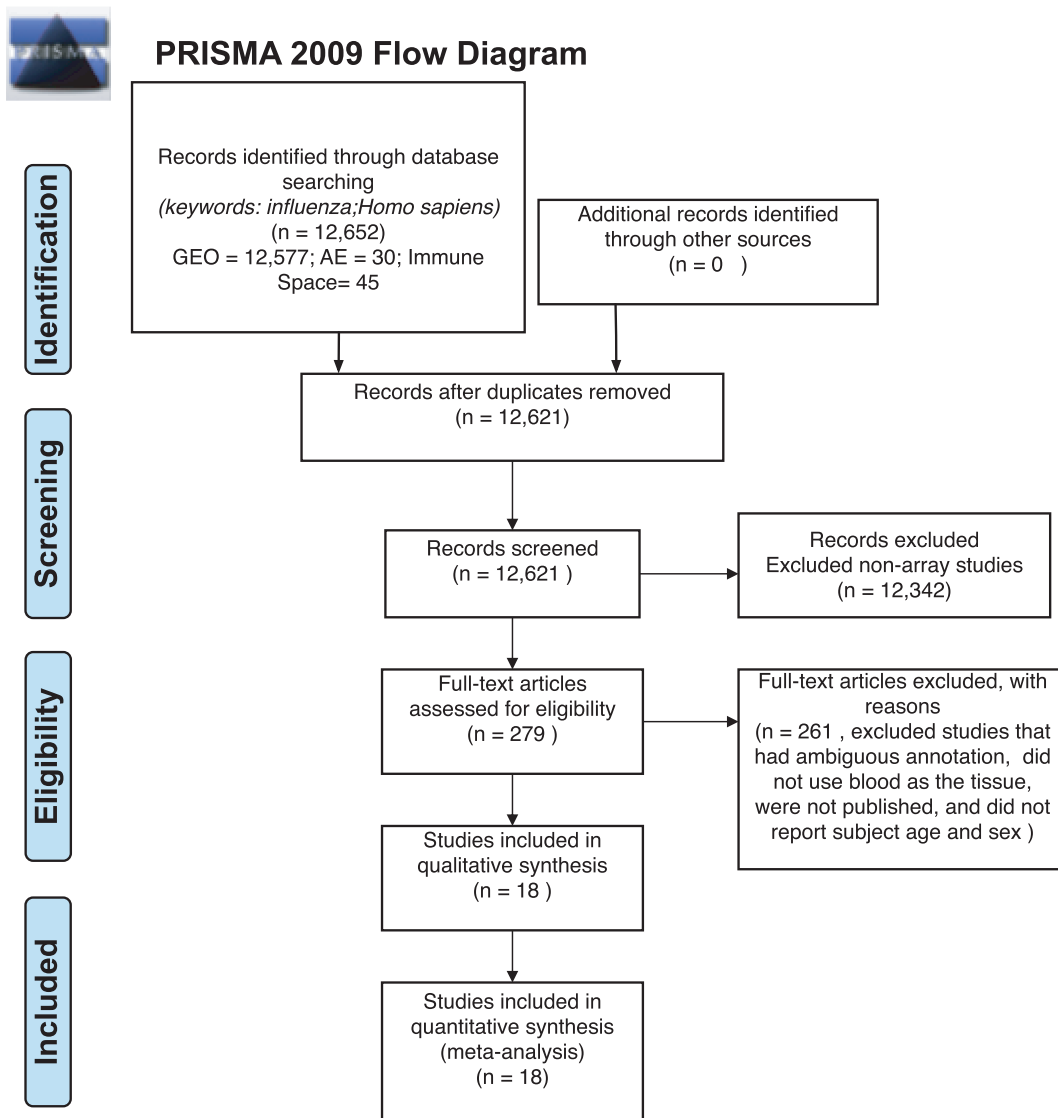 PRISMA
PRISMA 2009 Flow Diagram
Identification
Records identified through database
searching
(keywords: influenza;Homo sapiens)
(n = 12,652)
GEO = 12,577; AE = 30; Immune
Space= 45
Additional records identified
through other sources
(n = 0   )
Records after duplicates removed
(n = 12,621)
Screening
Records screened
(n = 12,621 )
Records excluded
Excluded non-array studies
(n = 12,342)
Eligibility
Full-text articles
assessed for eligibility
(n = 279 )
Full-text articles excluded, with
reasons
(n = 261 , excluded studies that
had ambiguous annotation,  did
not use blood as the tissue,
were not published, and did not
report subject age and sex )
Studies included in
qualitative synthesis
(n = 18 )
Included
Studies included in
quantitative synthesis
(meta-analysis)
(n = 18)